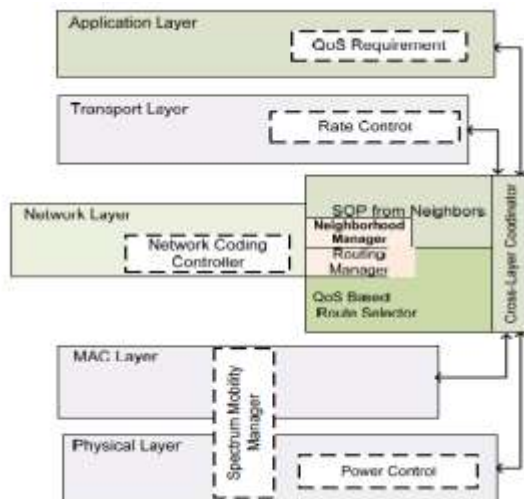 Application Layer
QoS Requirement
Transport Layer
Rate Control
Network Layer
Network Coding
Controller
SOP from Neighbors
Neighborhood
Manager
Routing
Manager
QoS Based
Route Selector
Cross-Layer Coordinator
MAC Layer
Spectrum Mobility
Manager
Physical Layer
Power Control